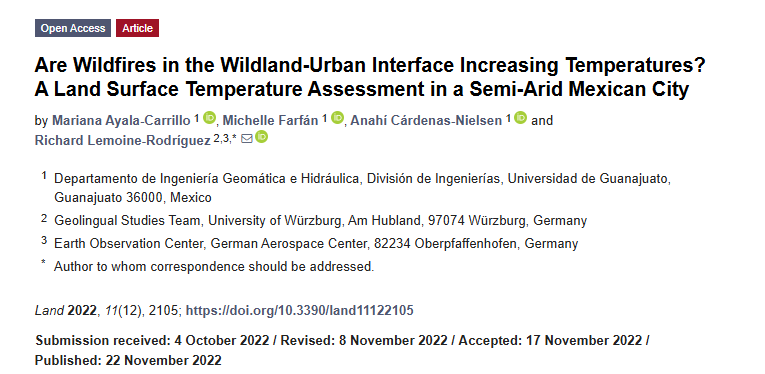 Open Access Article
Are Wildfires in the Wildland-Urban Interface Increasing Temperatures?
A Land Surface Temperature Assessment in a Semi-Arid Mexican City
by Mariana Ayala-Carrillo 1 iD, Michelle Farfán 1 iD, Anahí Cárdenas-Nielsen 1 iD and
Richard Lemoine-Rodríguez 2,3,* iD
1 Departamento de Ingeniería Geomática e Hidráulica, División de Ingenierías, Universidad de Guanajuato,
Guanajuato 36000, Mexico
2 Geolingual Studies Team, University of Würzburg, Am Hubland, 97074 Würzburg, Germany
3 Earth Observation Center, German Aerospace Center, 82234 Oberpfaffenhofen, Germany
* Author to whom correspondence should be addressed.
Land 2022, 11(12), 2105; https://doi.org/10.3390/land11122105
Submission received: 4 October 2022 / Revised: 8 November 2022 / Accepted: 17 November 2022 /
Published: 22 November 2022